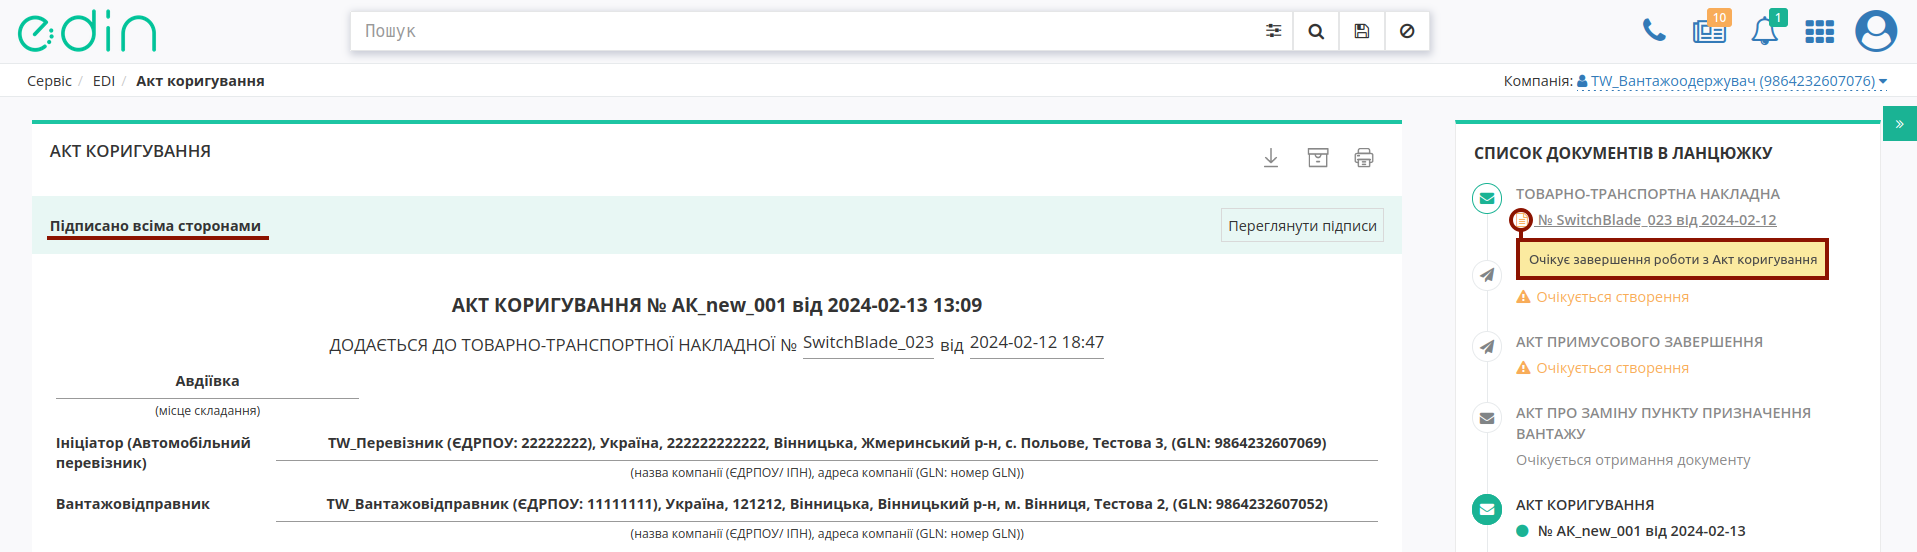 edin
Пошук
10
1
Сервіс / EDI / Акт коригування
Компанія: TW_Вантажоодержувач (9864232607076)
АКТ КОРИГУВАННЯ
Підписано всіма сторонами
Переглянути підписи
АКТ КОРИГУВАННЯ № АК_new_001 від 2024-02-13 13:09
ДОДАЄТЬСЯ ДО ТОВАРНО-ТРАНСПОРТНОЇ НАКЛАДНОЇ № SwitchBlade_023 від 2024-02-12 18:47
Авдіївка
(місце складання)
Ініціатор (Автомобільний перевізник)
TW_Перевізник (ЄДРПОУ: 22222222), Україна, 222222222222, Вінницька, Жмеринський р-н, с. Польове, Тестова 3, (GLN: 9864232607069)
(назва компанії (ЄДРПОУ/ ІПН), адреса компанії (GLN: номер GLN))
Вантажовідправник
TW_Вантажовідправник (ЄДРПОУ: 11111111), Україна, 121212, Вінницька, Вінницький р-н, м. Вінниця, Тестова 2, (GLN: 9864232607052)
(назва компанії (ЄДРПОУ/ ІПН), адреса компанії (GLN: номер GLN))
»
СПИСОК ДОКУМЕНТІВ В ЛАНЦЮЖКУ
ТОВАРНО-ТРАНСПОРТНА НАКЛАДНА
№ SwitchBlade_023 від 2024-02-12
Очікує завершення роботи з Акт коригування
Очікується створення
АКТ ПРИМУСОВОГО ЗАВЕРШЕННЯ
Очікується створення
АКТ ПРО ЗАМІНУ ПУНКТУ ПРИЗНАЧЕННЯ
ВАНТАЖУ
Очікується отримання документу
АКТ КОРИГУВАННЯ
№ АК_new_001 від 2024-02-13